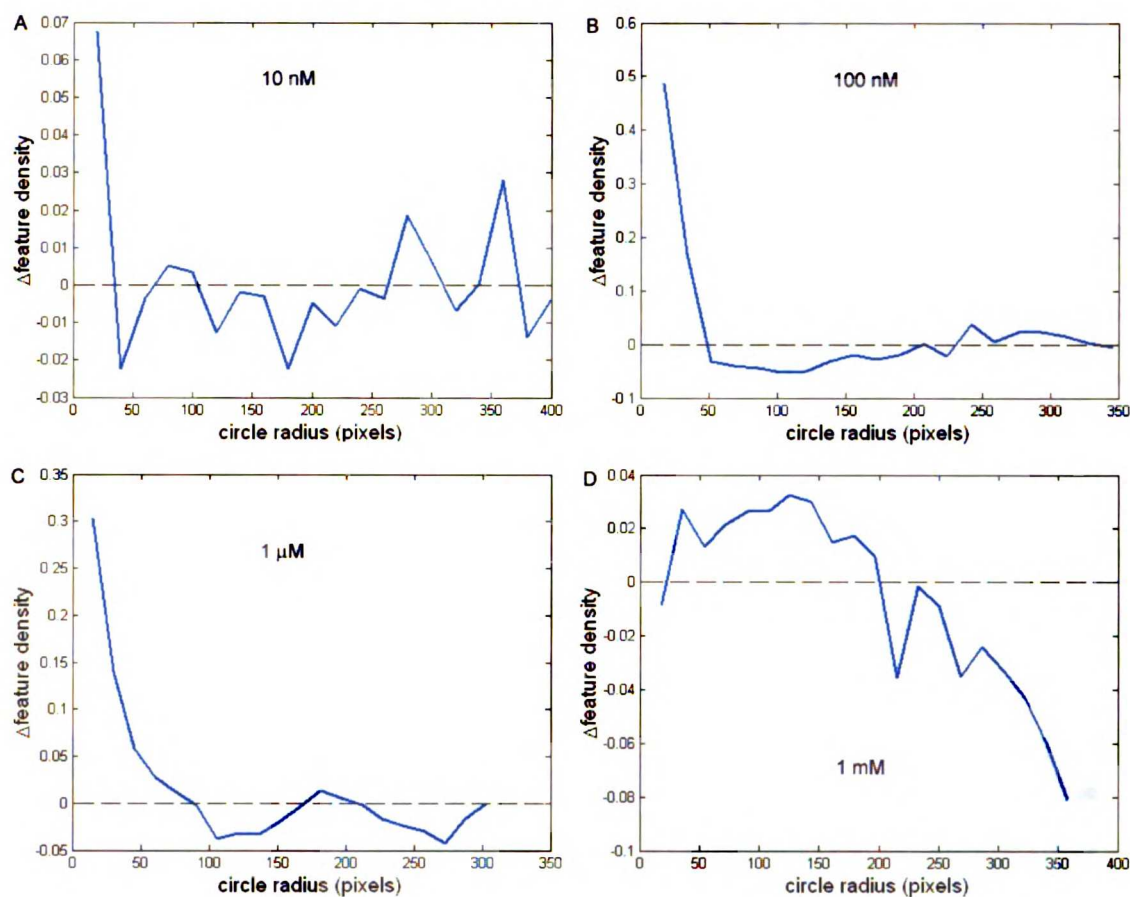 A
0.07
0.06
0.05
0.04
0.03
0.02
0.01
0
-0.01
-0.02
-0.03
Δfeature density
10 nM
0 50 100 150 200 250 300 350 400
circle radius (pixels)
B
0.6
0.5
0.4
0.3
0.2
0.1
0
-0.1
Δfeature density
100 nM
0 50 100 150 200 250 300 350
circle radius (pixels)
C
0.35
0.3
0.25
0.2
0.15
0.1
0.05
0
-0.05
Δfeature density
1 μM
0 50 100 150 200 250 300 350
circle radius (pixels)
D
0.04
0.02
0
-0.02
-0.04
-0.06
-0.08
-0.1
Δfeature density
1 mM
0 50 100 150 200 250 300 350 400
circle radius (pixels)